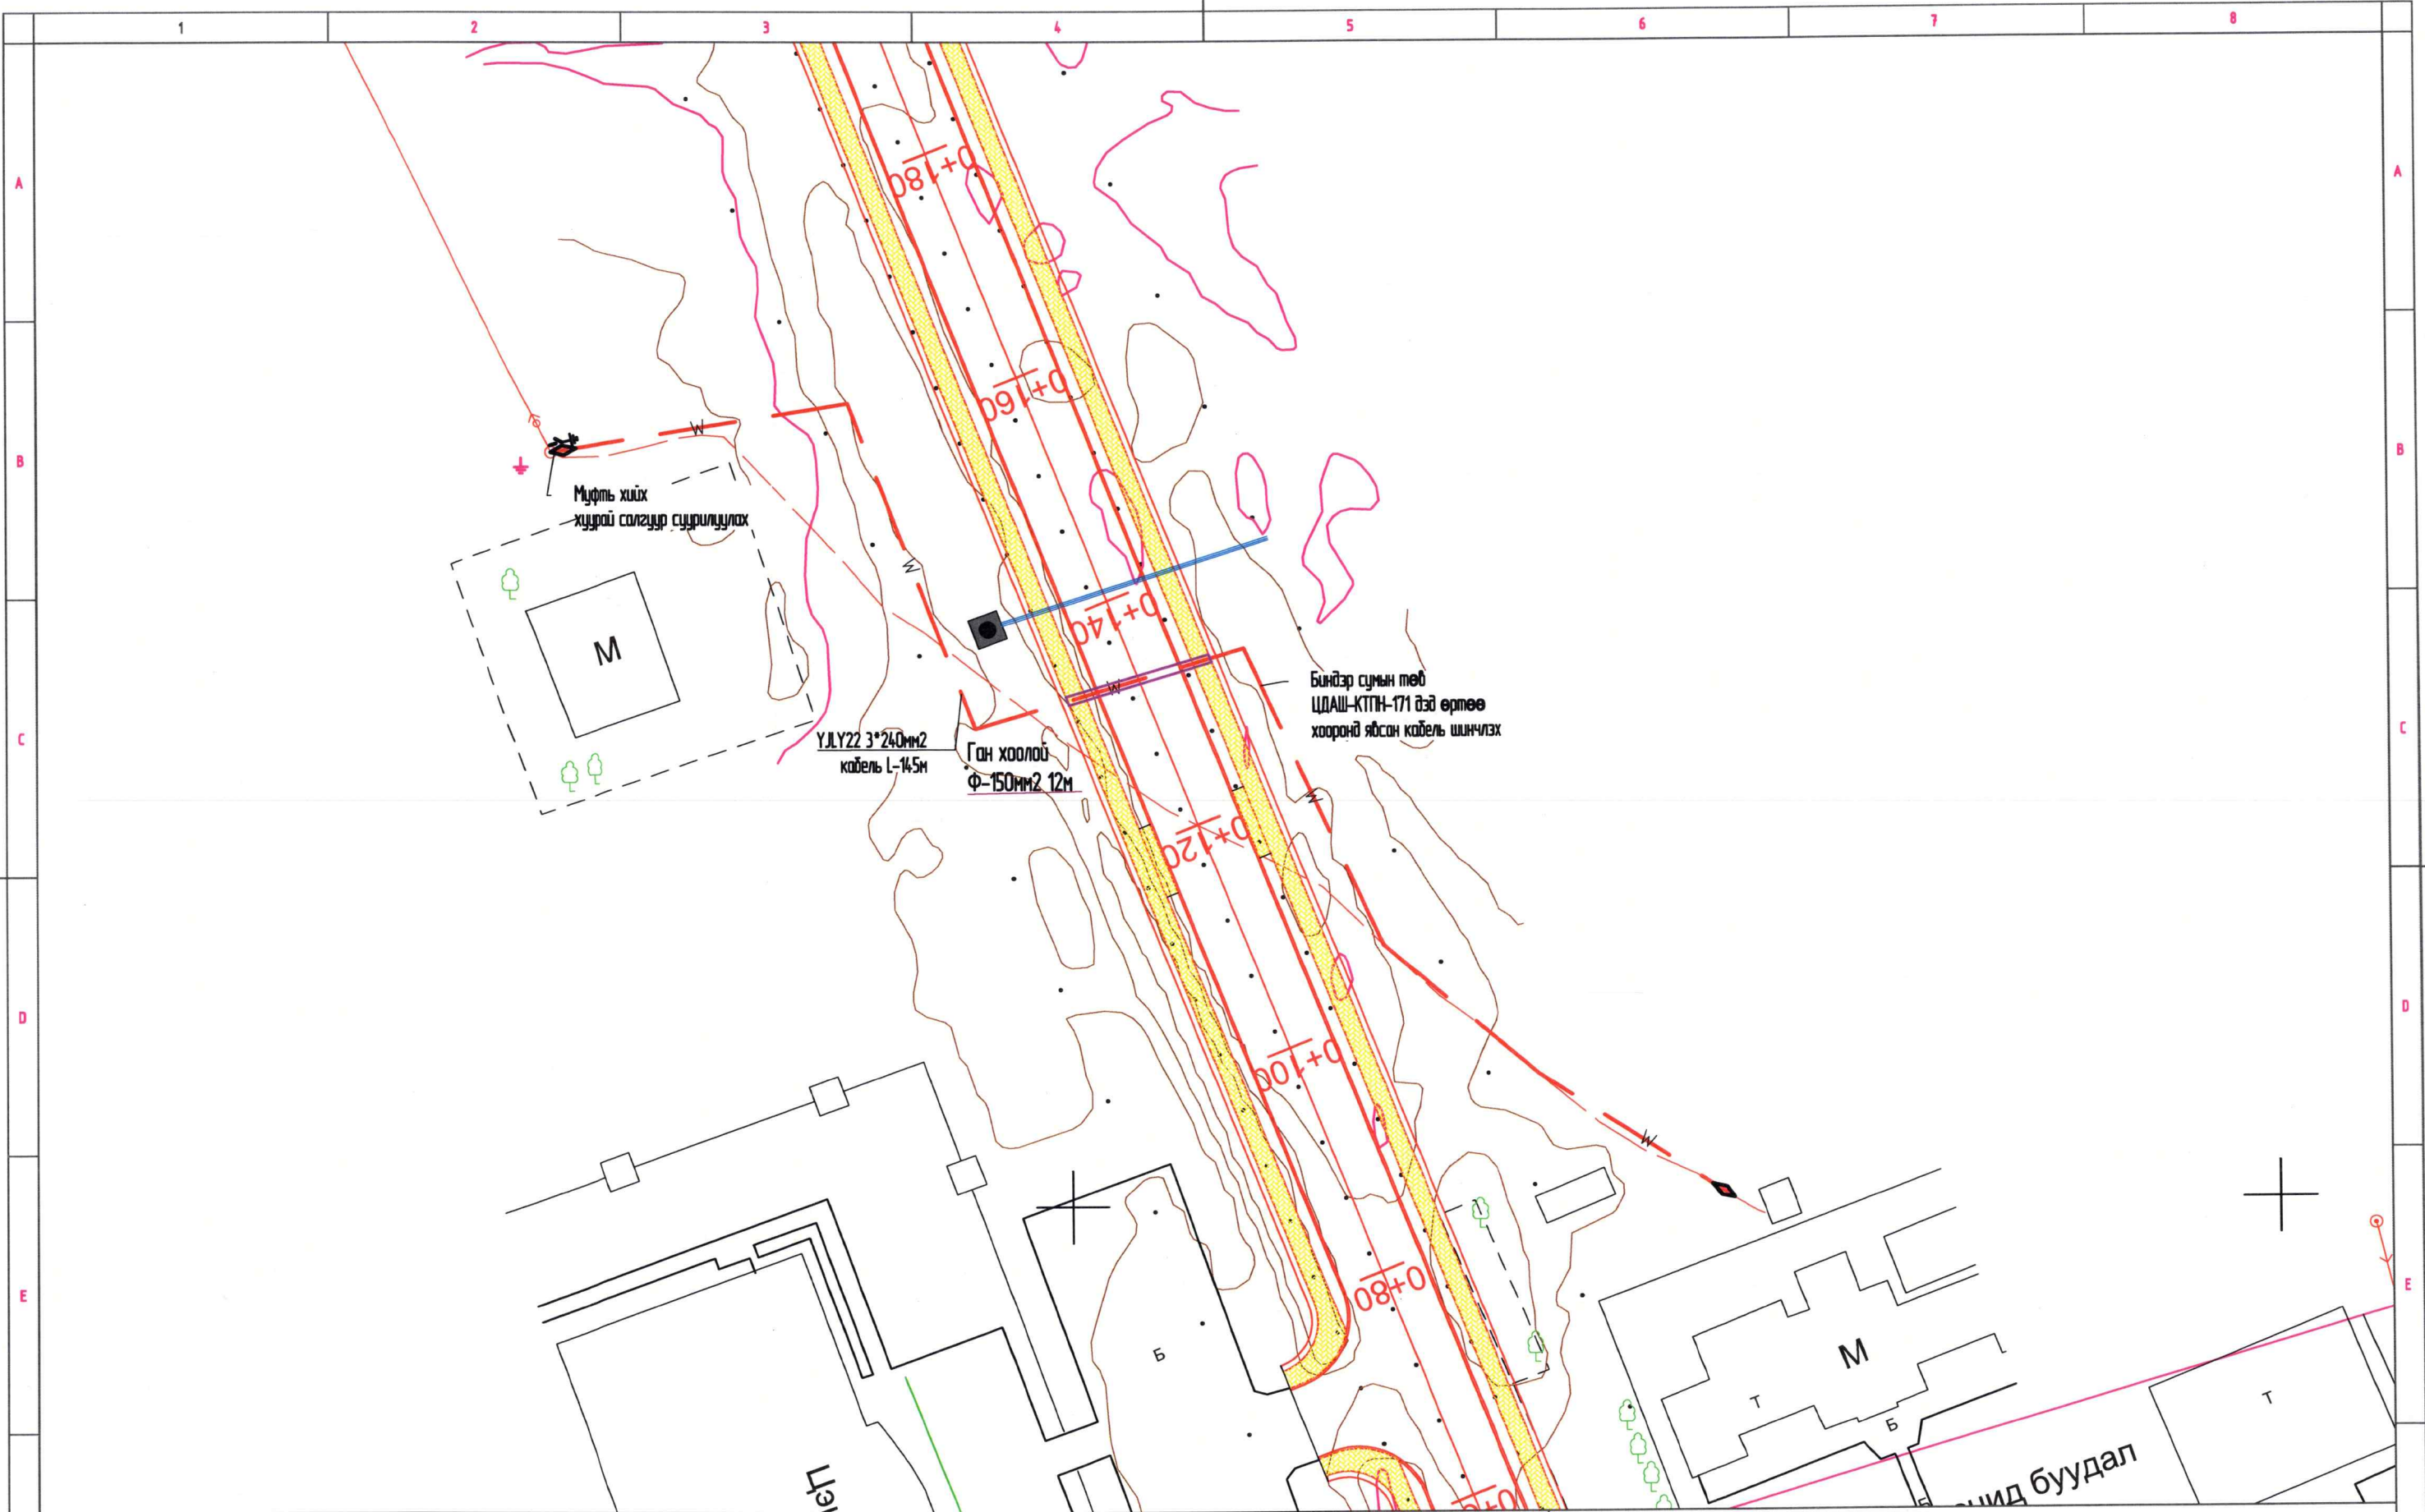 1 2 3 4 5 6 7 8
A A
0+180
0+160
B B
W
Муфть хийх
хуурай салгуур суурилуулах
W
0+140
М
W
Биндэр сумын төв
ЦДАШ-КТПН-171 дэд өртөө
хооронд явсан кабель шинчлэх
C C
YJLY22 3*240мм2
кабель L-145м
Ган хоолой
Ф-150мм2 12м
W
0+120
D D
0+100
W
0+80
E E
Б
М
Т
Б
Т
буудал